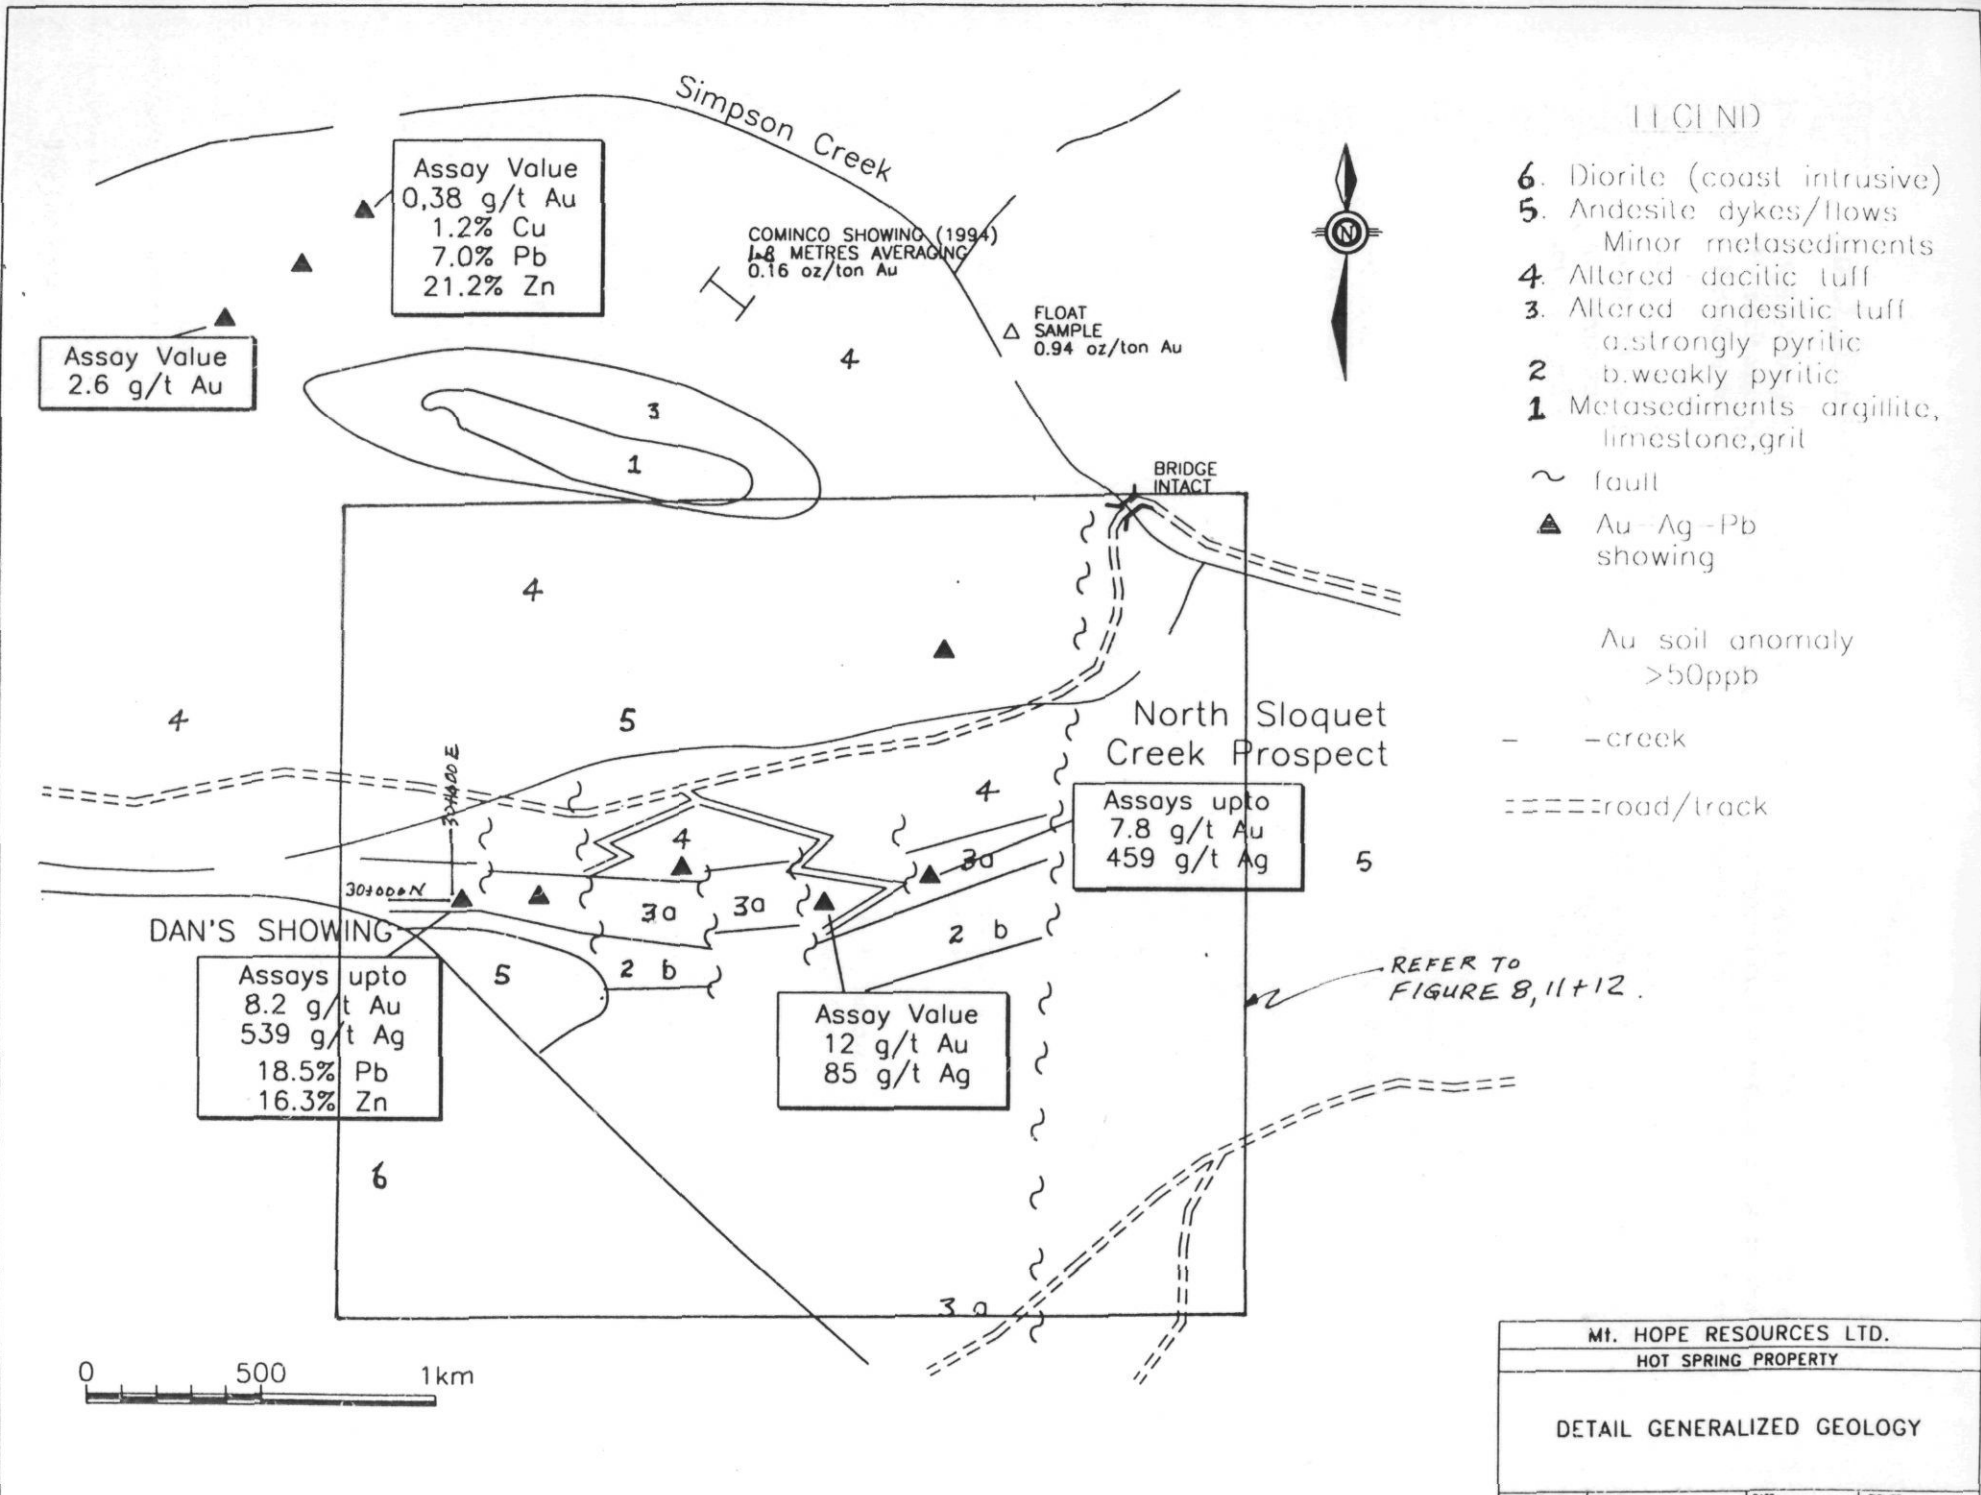 Simpson Creek
Assay Value
0,38 g/t Au
1.2% Cu
7.0% Pb
21.2% Zn
COMINCO SHOWING (1994)
METRES AVERAGING
0.16 oz/ton Au
FLOAT
SAMPLE
0.94 oz/ton Au
Assay Value
2.6 g/t Au
4
3
1
BRIDGE
INTACT
N
LEGEND
6. Diorite (coast intrusive)
5. Andesite dykes/flows
Minor metasediments
4. Altered dacitic tuff
3. Altered andesitic tuff
a.strongly pyritic
2 b.weakly pyritic
1 Metasediments argillite,
limestone,grit
~ fault
Au-Ag-Pb
showing
Au soil anomaly
>50ppb
creek
road/track
4
4
5
North Sloquet
Creek Prospect
30+600 E
4
4
Assays upto
7.8 g/t Au
459 g/t Ag
5
3a
30+000N
3a
3a
DAN'S SHOWING
2 b
5
2 b
REFER TO
FIGURE 8, 11+12.
Assays upto
8.2 g/t Au
539 g/t Ag
18.5% Pb
16.3% Zn
Assay Value
12 g/t Au
85 g/t Ag
6
3 a
0 500 1km
Mt. HOPE RESOURCES LTD.
HOT SPRING PROPERTY
DETAIL GENERALIZED GEOLOGY